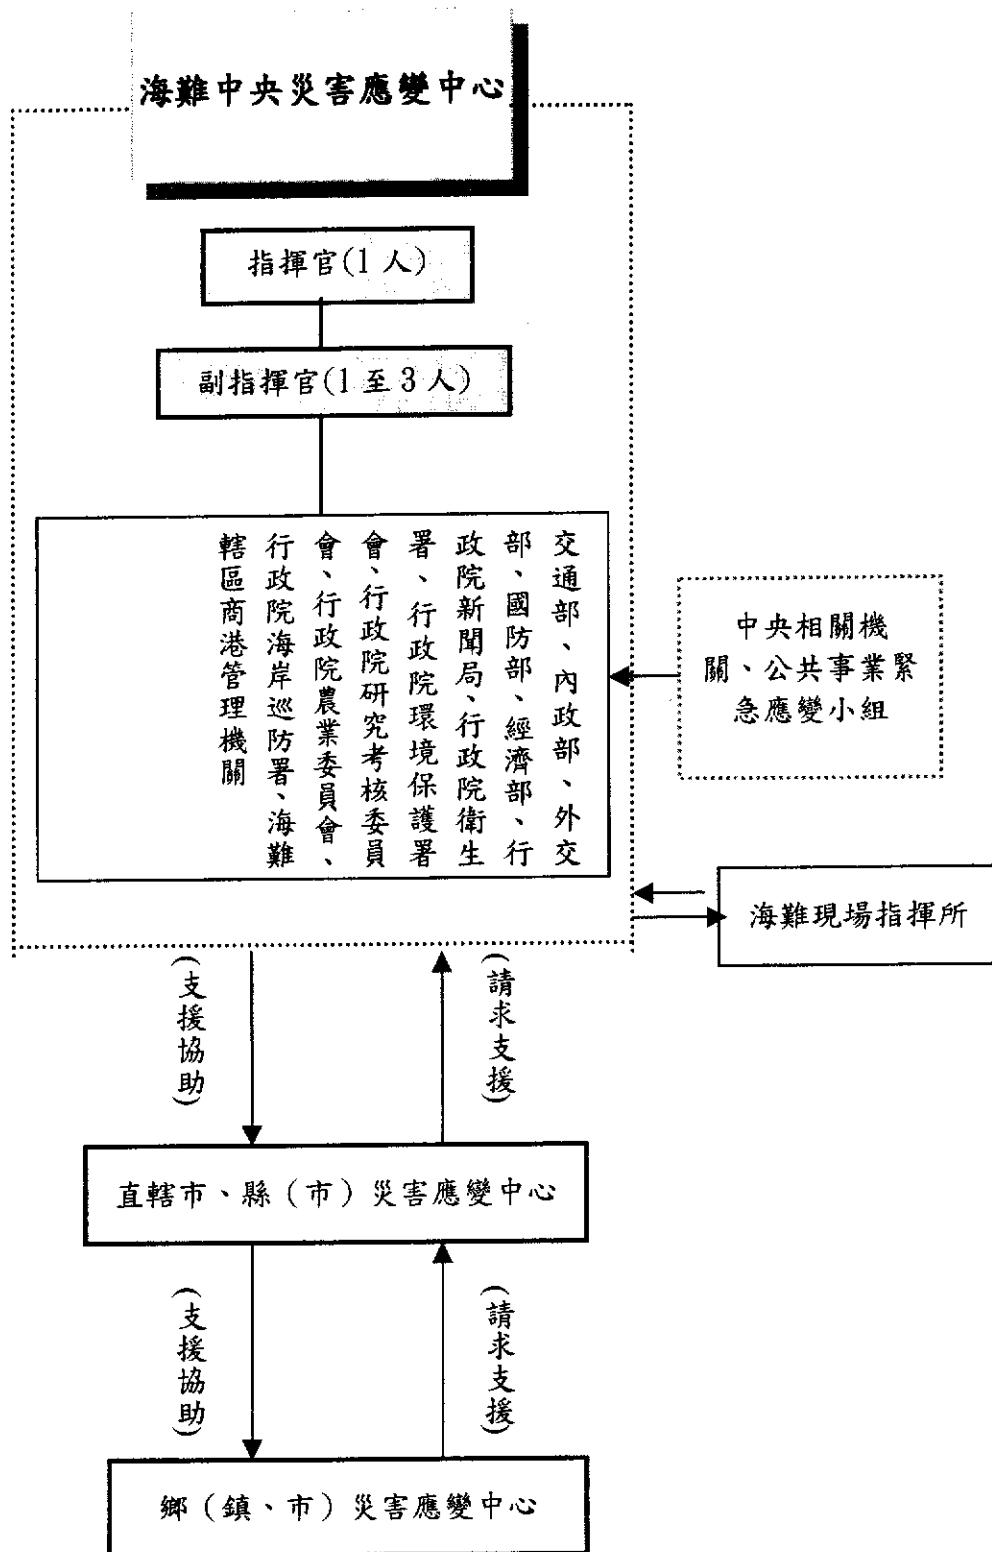 海難中央災害應變中心
指揮官(1 人)
副指揮官(1 至 3 人)
交通部、內政部、外交
部、國防部、經濟部、行
政院新聞局、行政院衛生
署、行政院環境保護署
會、行政院研究考核委員
會、行政院農業委員會、
行政院海岸巡防署、海難
轄區商港管理機關
中央相關機
關、公共事業緊
急應變小組
海難現場指揮所
(支援協助)
(請求支援)
直轄市、縣（市）災害應變中心
(支援協助)
(請求支援)
鄉（鎮、市）災害應變中心